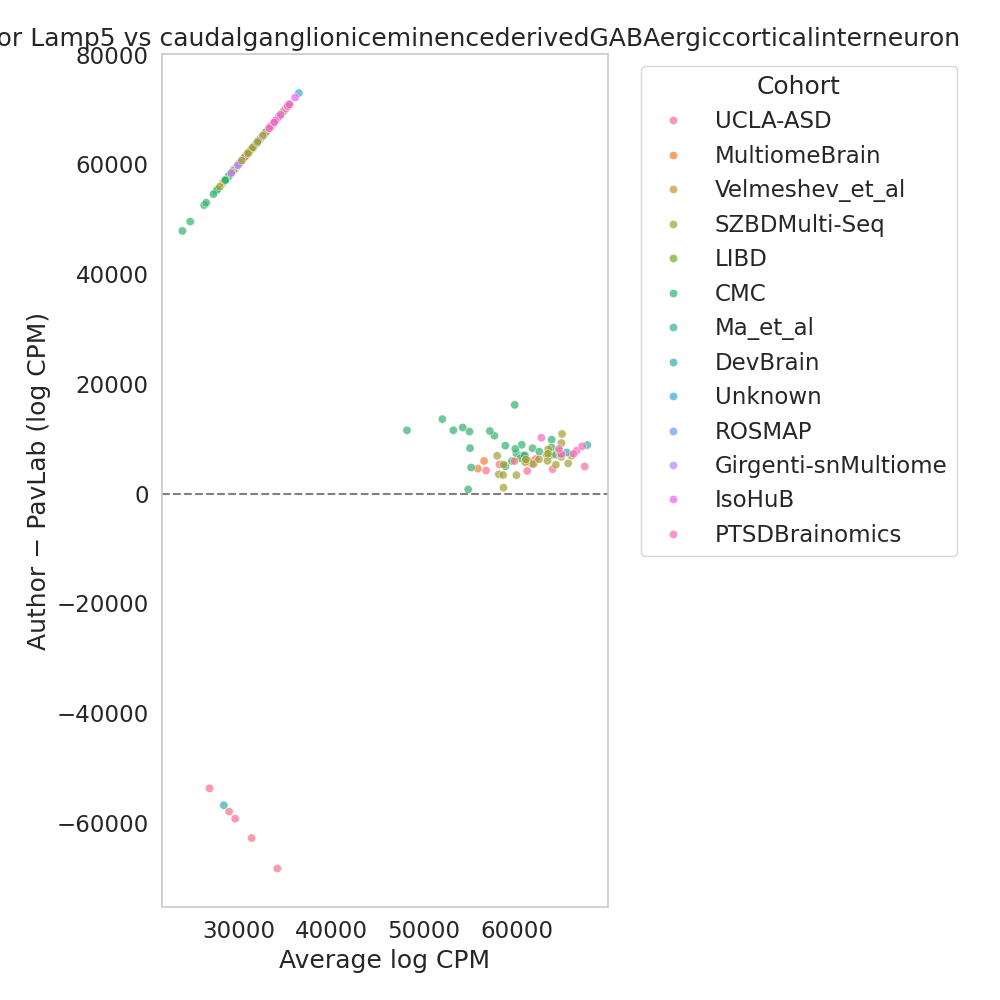 or Lamp5 vs caudalganglioniceminencederivedGABAergiccorticalinterneuron
80000
60000
40000
20000
0
−20000
−40000
−60000
Author − PavLab (log CPM)
30000 40000 50000 60000
Average log CPM
Cohort
UCLA-ASD
MultiomeBrain
Velmeshev_et_al
SZBDMulti-Seq
LIBD
CMC
Ma_et_al
DevBrain
Unknown
ROSMAP
Girgenti-snMultiome
IsoHuB
PTSDBrainomics